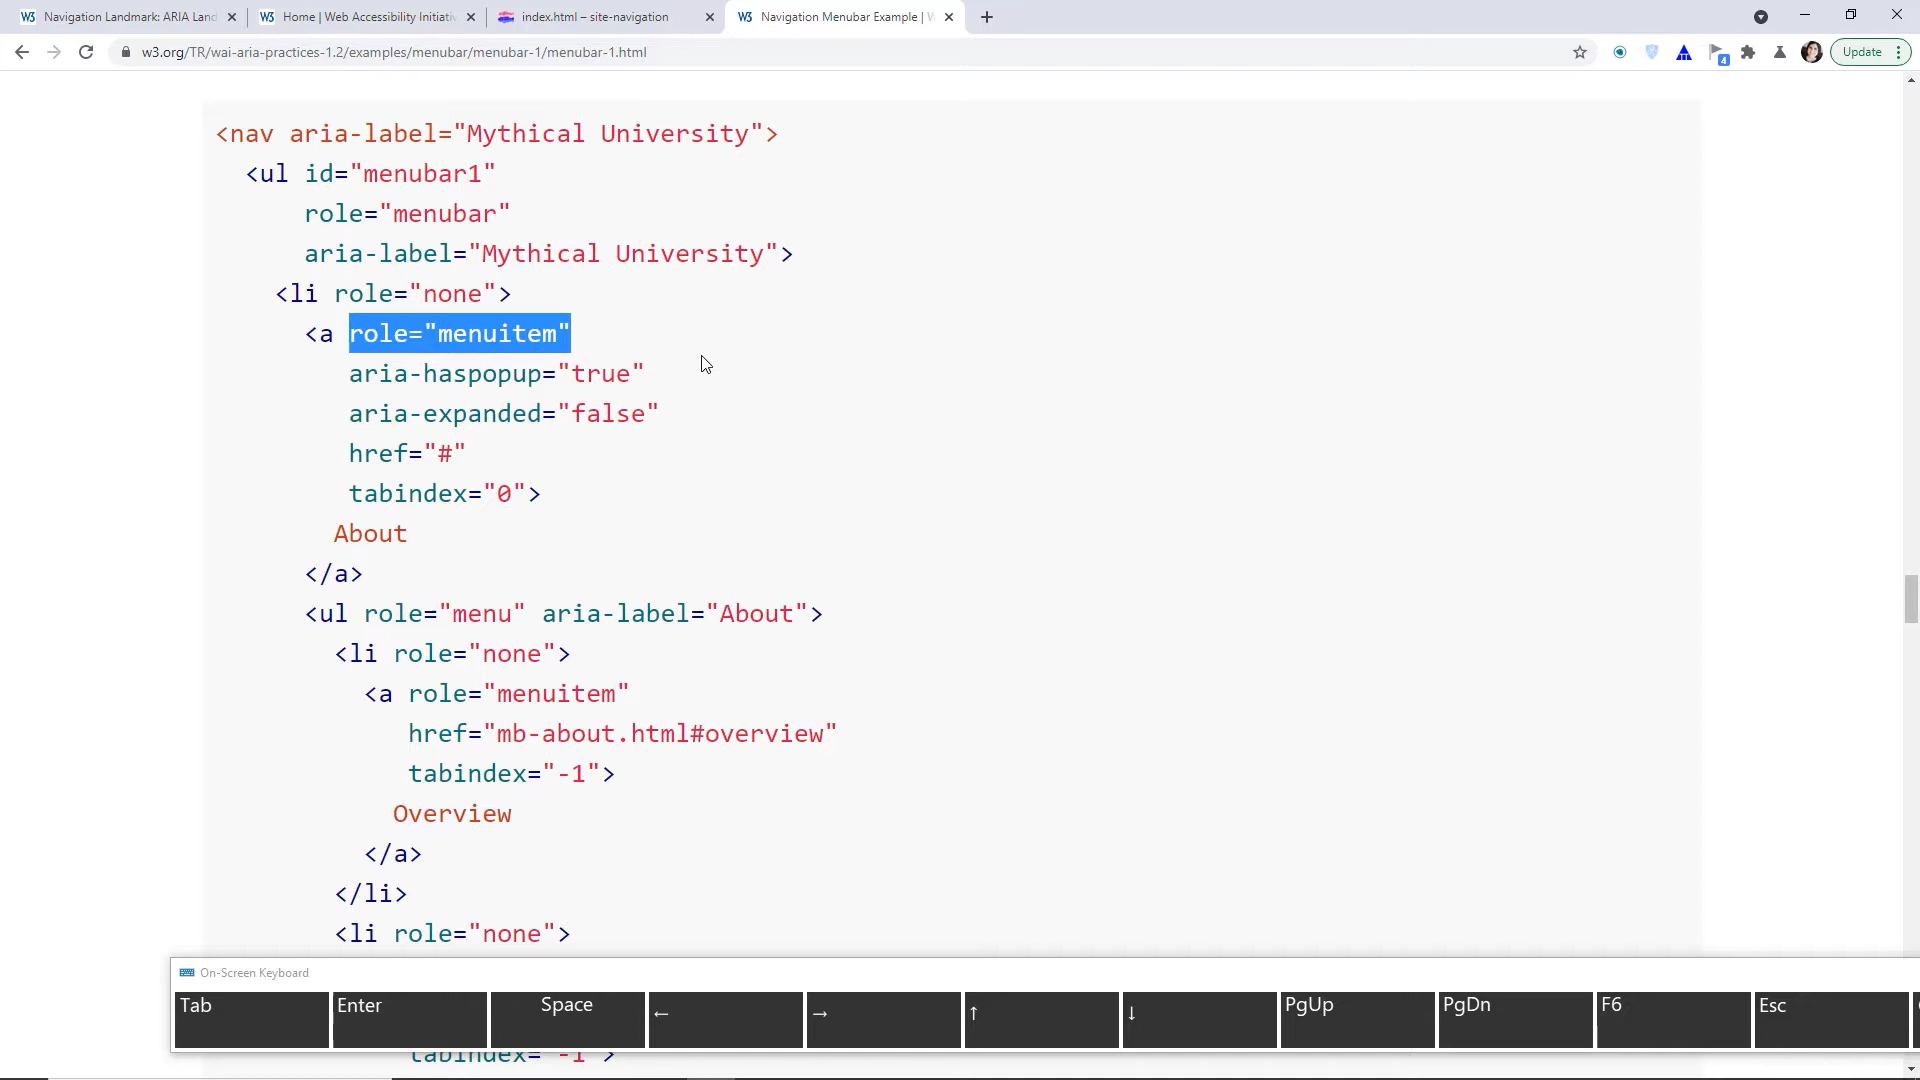 Navigation Landmark: ARIA Land
Home | Web Accessibility Initiativ
index.html – site-navigation
Navigation Menubar Example | W
w3.org/TR/wai-aria-practices-1.2/examples/menubar/menubar-1/menubar-1.html
4
Update
<nav aria-label="Mythical University">
<ul id="menubar1"
role="menubar"
aria-label="Mythical University">
<li role="none">
<a role="menuitem"
aria-haspopup="true"
aria-expanded="false"
href="#"
tabindex="0">
About
</a>
<ul role="menu" aria-label="About">
<li role="none">
<a role="menuitem"
href="mb-about.html#overview"
tabindex="-1">
Overview
</a>
</li>
<li role="none">
On-Screen Keyboard
Tab Enter Space ← → ↑ ↓ PgUp PgDn F6 Esc
tabindex="-1">